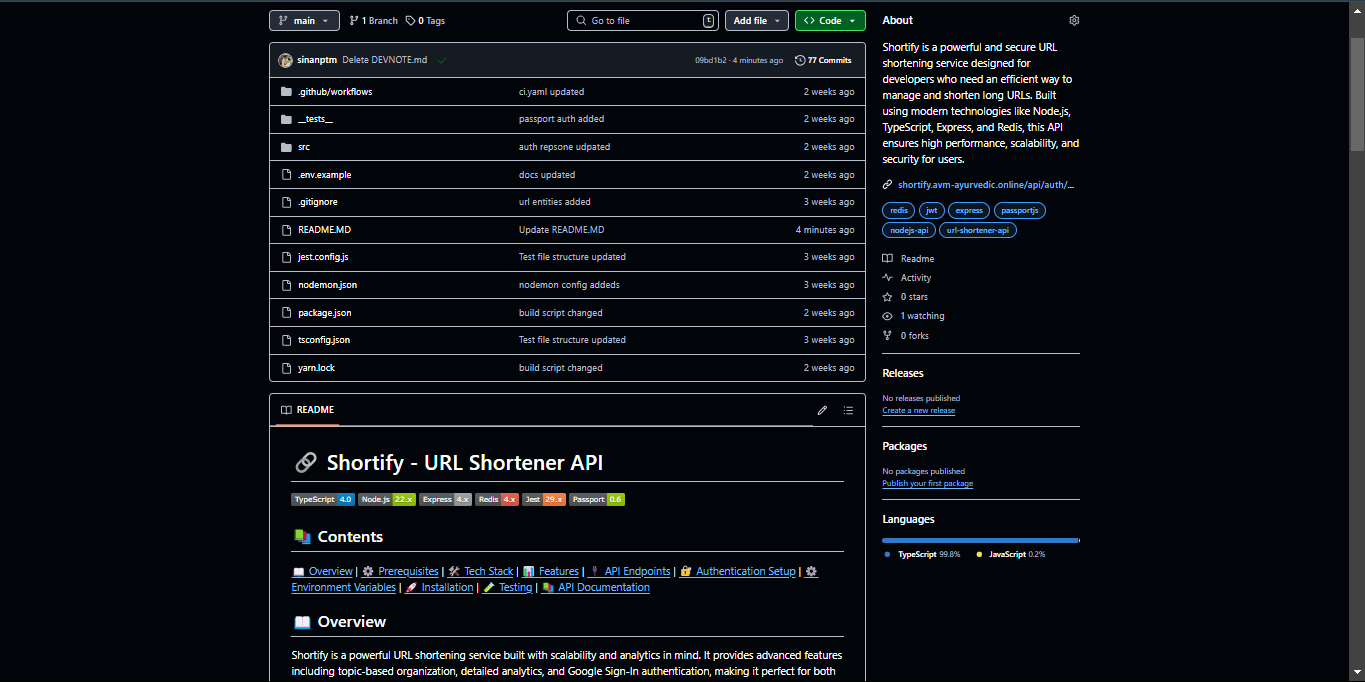 main
1 Branch
0 Tags
Go to file
t
Add file
Code
sinanptm Delete DEVNOTE.md
09bd1b2 · 4 minutes ago
77 Commits
.github/workflows ci.yaml updated 2 weeks ago
__tests__ passport auth added 2 weeks ago
src auth repsone udpated 2 weeks ago
.env.example docs updated 2 weeks ago
.gitignore url entities added 3 weeks ago
README.MD Update README.MD 4 minutes ago
jest.config.js Test file structure updated 3 weeks ago
nodemon.json nodemon config addeds 3 weeks ago
package.json build script changed 2 weeks ago
tsconfig.json Test file structure updated 3 weeks ago
yarn.lock build script changed 2 weeks ago
README
Shortify - URL Shortener API
TypeScript 4.0 Node.js 22.x Express 4.x Redis 4.x Jest 29.x Passport 0.6
Contents
Overview | Prerequisites | Tech Stack | Features | API Endpoints | Authentication Setup |
Environment Variables | Installation | Testing | API Documentation
Overview
Shortify is a powerful URL shortening service built with scalability and analytics in mind. It provides advanced features
including topic-based organization, detailed analytics, and Google Sign-In authentication, making it perfect for both
About
Shortify is a powerful and secure URL
shortening service designed for
developers who need an efficient way to
manage and shorten long URLs. Built
using modern technologies like Node.js,
TypeScript, Express, and Redis, this API
ensures high performance, scalability, and
security for users.
shortify.avm-ayurvedic.online/api/auth/...
redis jwt express passportjs
nodejs-api url-shortener-api
Readme
Activity
0 stars
1 watching
0 forks
Releases
No releases published
Create a new release
Packages
No packages published
Publish your first package
Languages
TypeScript 99.8% JavaScript 0.2%